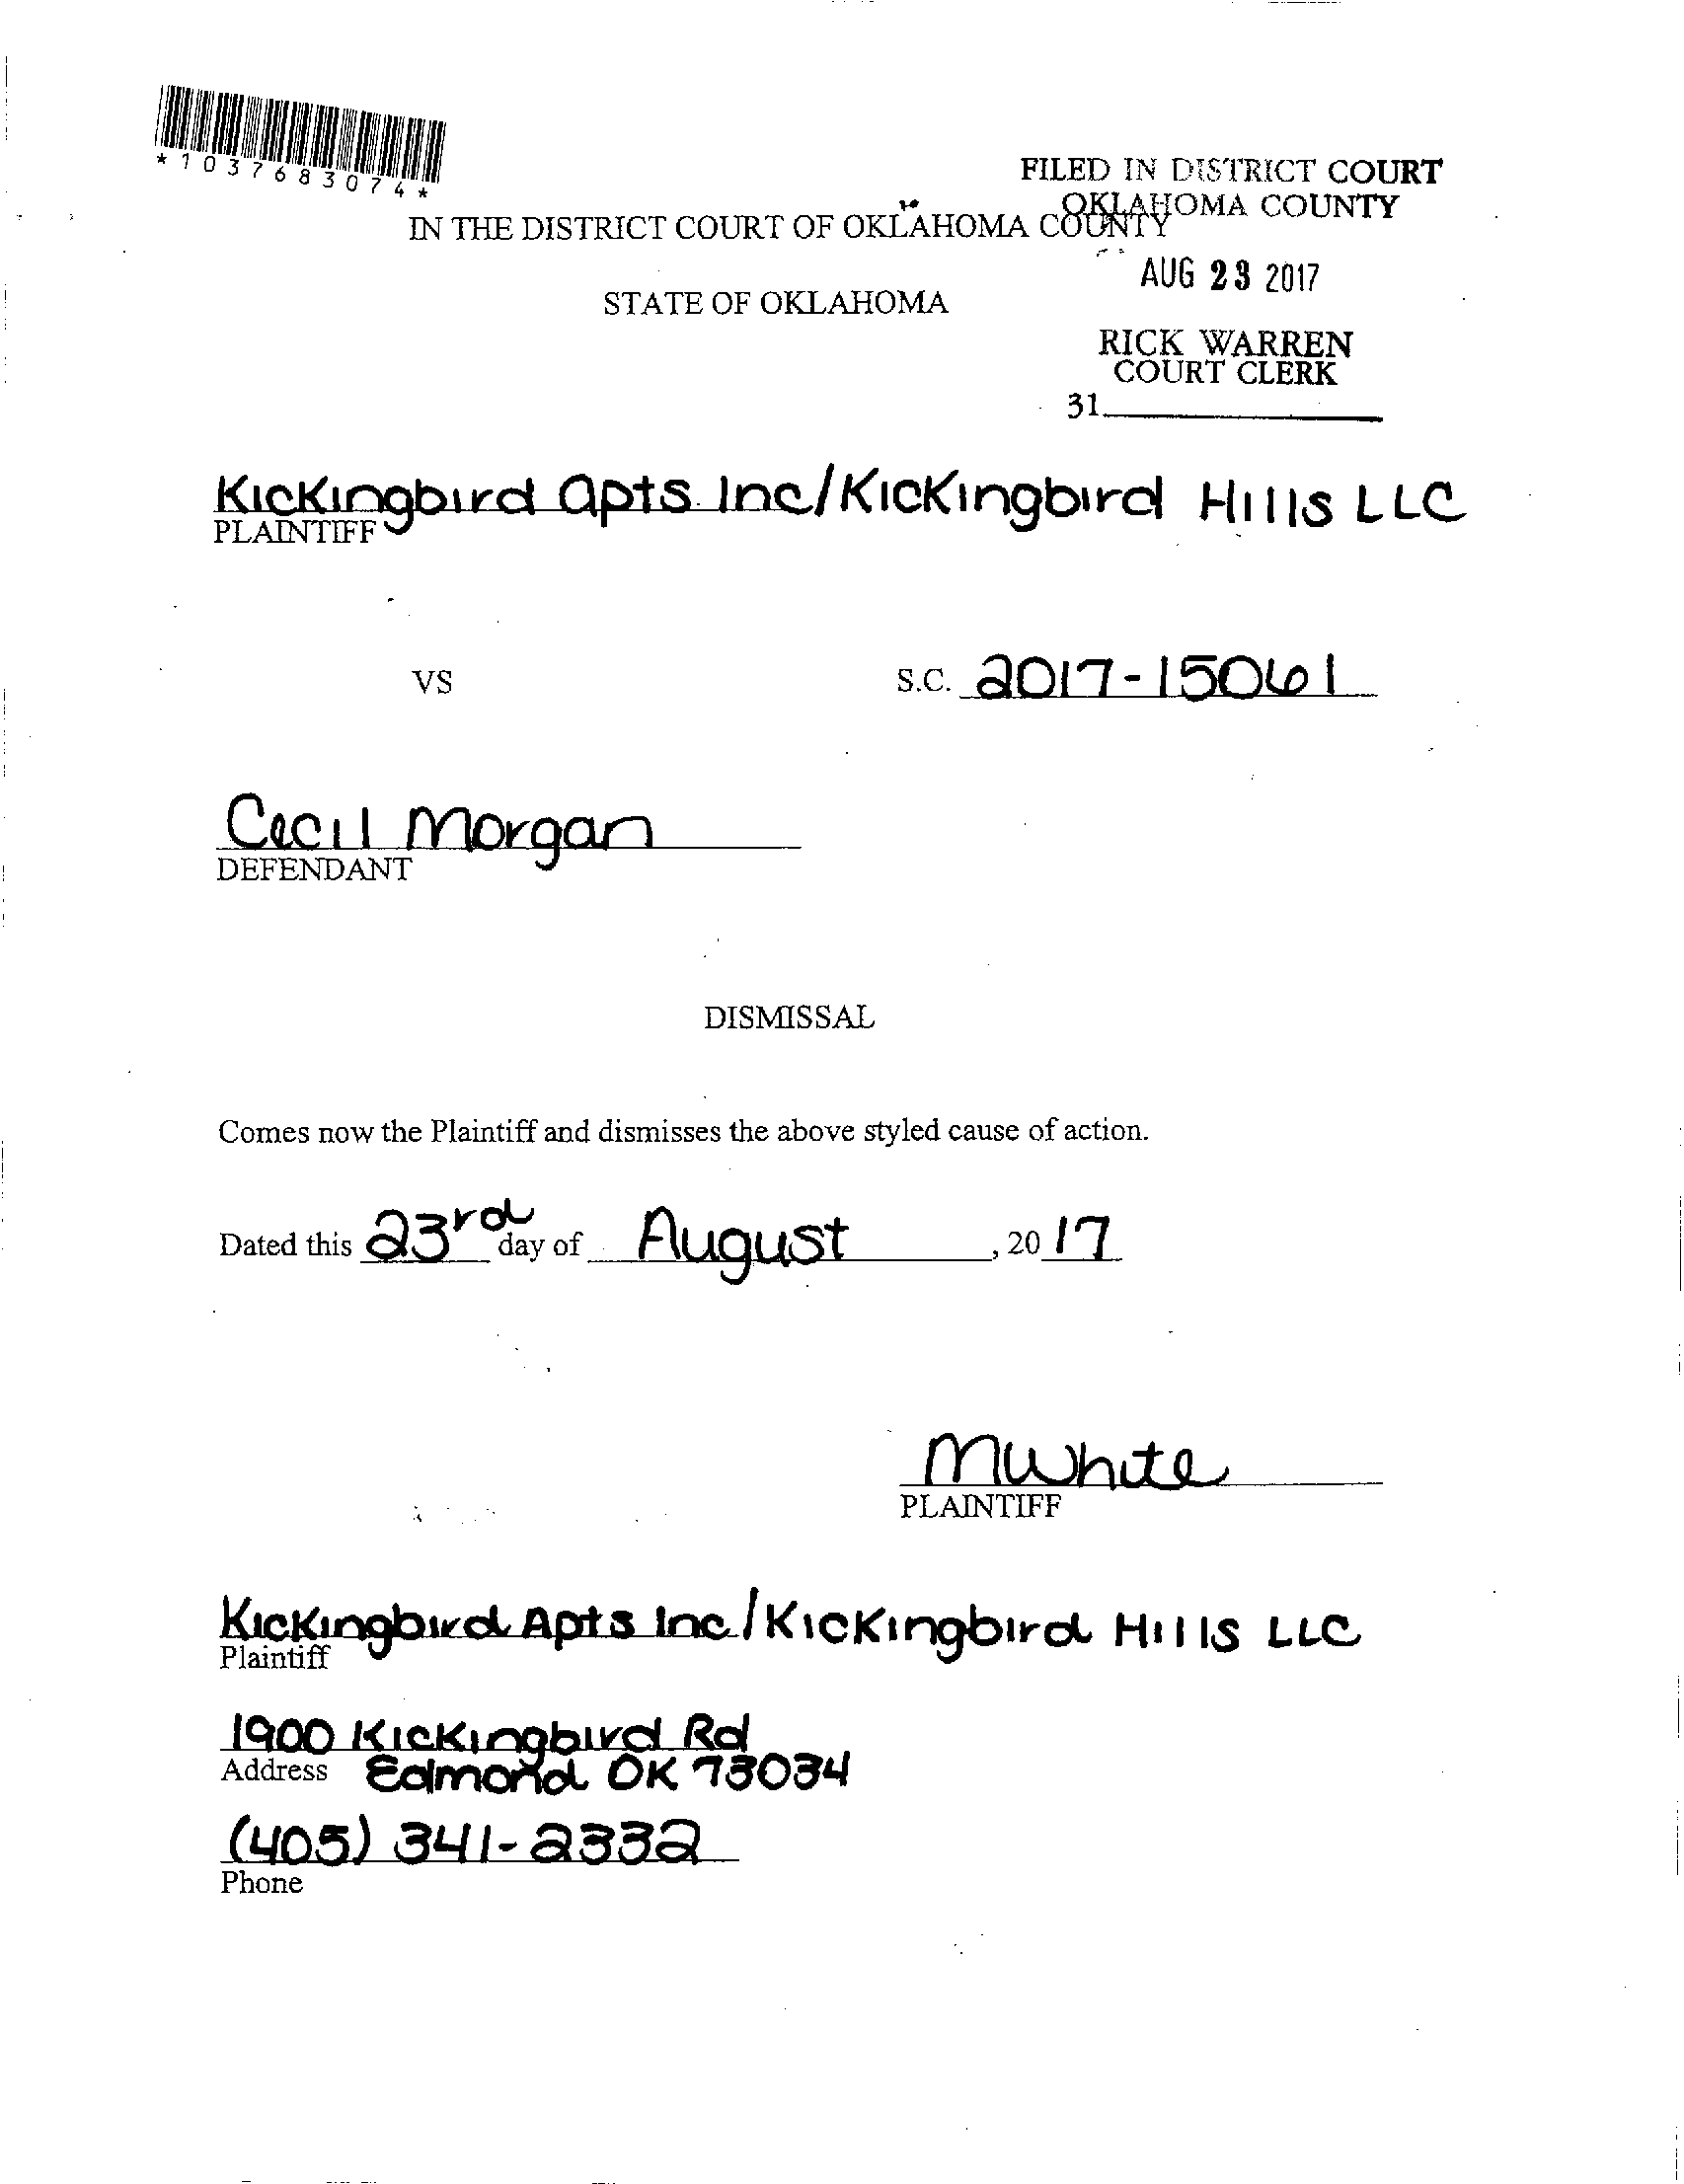 *1037683074*
FILED IN DISTRICT COURT
OKLAHOMA COUNTY
IN THE DISTRICT COURT OF OKLAHOMA COUNTY
AUG 23 2017
STATE OF OKLAHOMA
RICK WARREN
COURT CLERK
31
KicKingbird Apts Inc/KicKingbird Hills LLC
PLAINTIFF
VS S.C. 2017-15061
Cecil Morgan
DEFENDANT
DISMISSAL
Comes now the Plaintiff and dismisses the above styled cause of action.
Dated this 23rd day of August, 20 17
MWhite
PLAINTIFF
KicKingbird Apts Inc/KicKingbird Hills LLC
Plaintiff
1900 KicKingbird Rd
Address Edmond OK 73034
(405) 341-2332
Phone